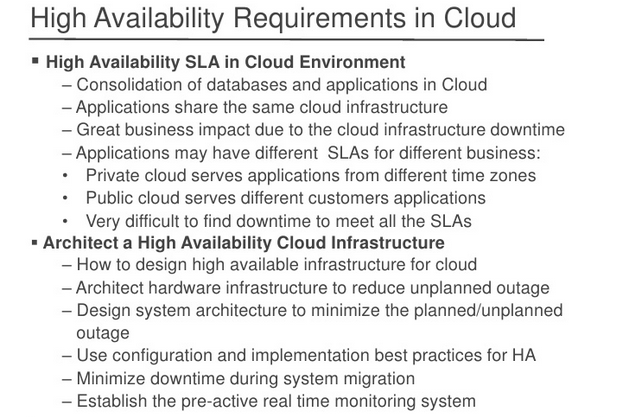 High Availability Requirements in Cloud
▪ High Availability SLA in Cloud Environment
– Consolidation of databases and applications in Cloud
– Applications share the same cloud infrastructure
– Great business impact due to the cloud infrastructure downtime
– Applications may have different  SLAs for different business:
• Private cloud serves applications from different time zones
• Public cloud serves different customers applications
• Very difficult to find downtime to meet all the SLAs
▪ Architect a High Availability Cloud Infrastructure
– How to design high available infrastructure for cloud
– Architect hardware infrastructure to reduce unplanned outage
– Design system architecture to minimize the planned/unplanned
outage
– Use configuration and implementation best practices for HA
– Minimize downtime during system migration
– Establish the pre-active real time monitoring system